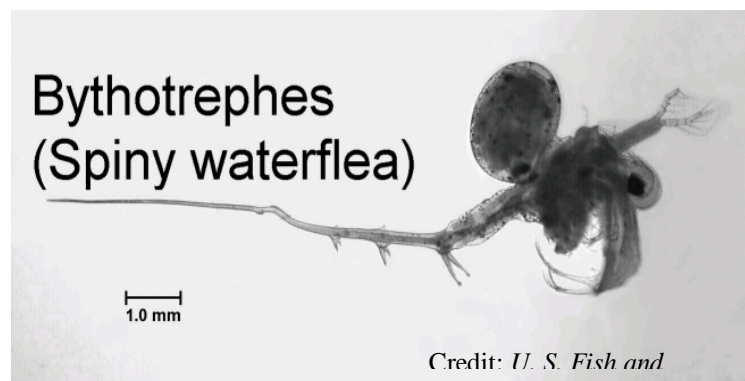 Bythotrephes
(Spiny waterflea)
1.0 mm
Credit: U. S. Fish and